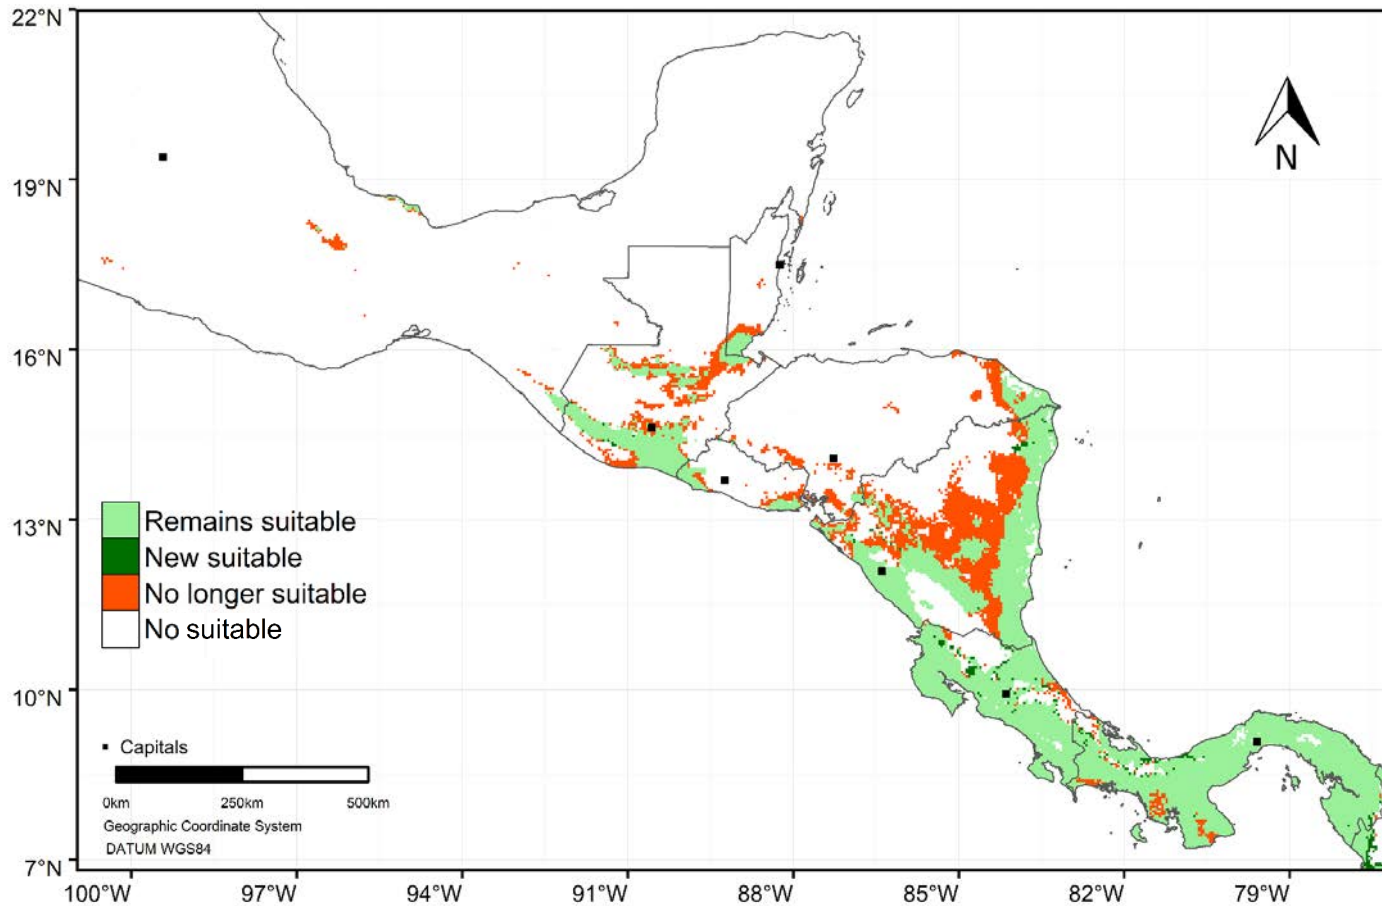 22°N
19°N
16°N
13°N
10°N
7°N
N
Remains suitable
New suitable
No longer suitable
No suitable
Capitals
0km 250km 500km
Geographic Coordinate System
DATUM WGS84
100°W 97°W 94°W 91°W 88°W 85°W 82°W 79°W